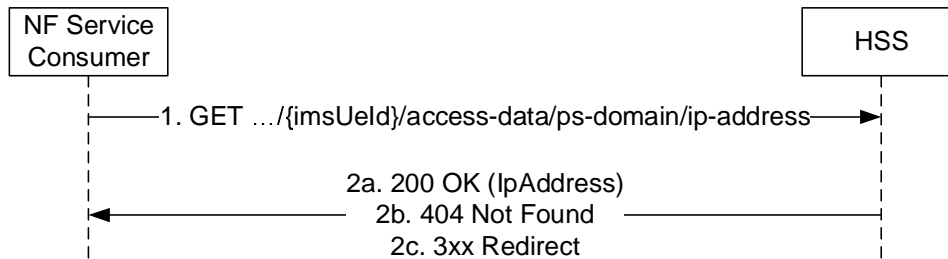 NF Service
Consumer
HSS
1. GET …/{imsUeId}/access-data/ps-domain/ip-address
2a. 200 OK (IpAddress)
2b. 404 Not Found
2c. 3xx Redirect